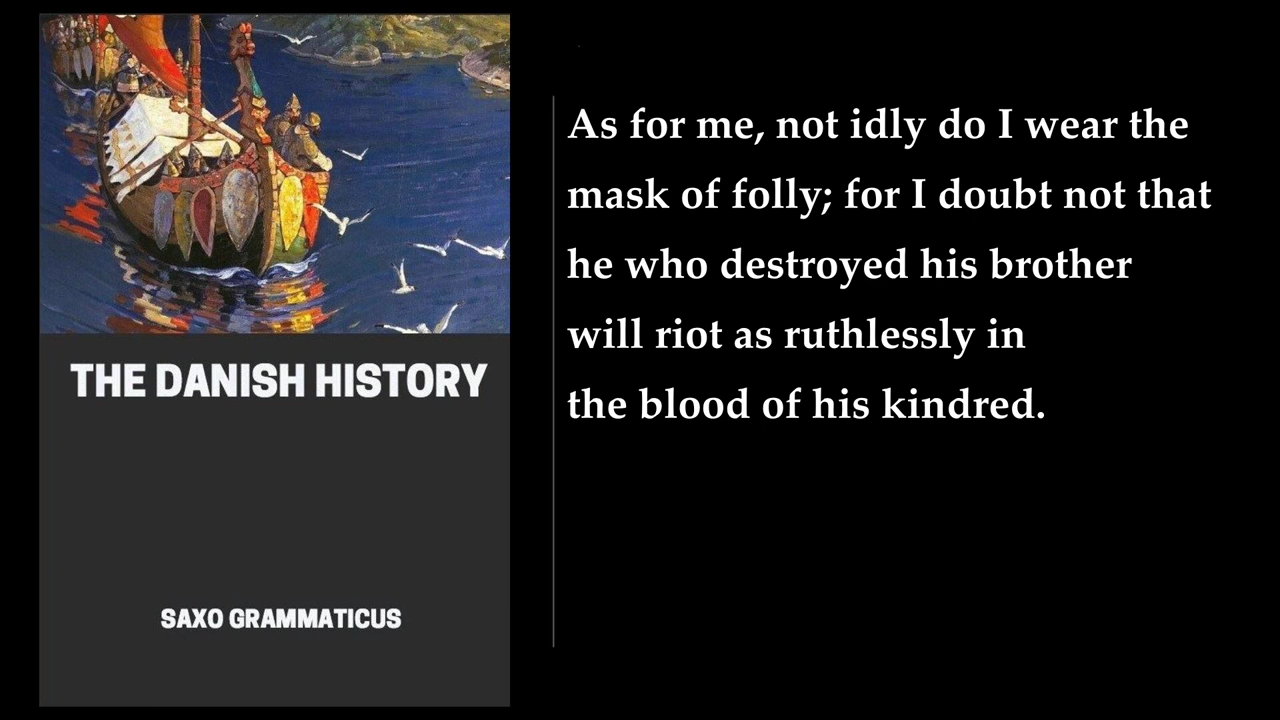 THE DANISH HISTORY
SAXO GRAMMATICUS
As for me, not idly do I wear the
mask of folly; for I doubt not that
he who destroyed his brother
will riot as ruthlessly in
the blood of his kindred.